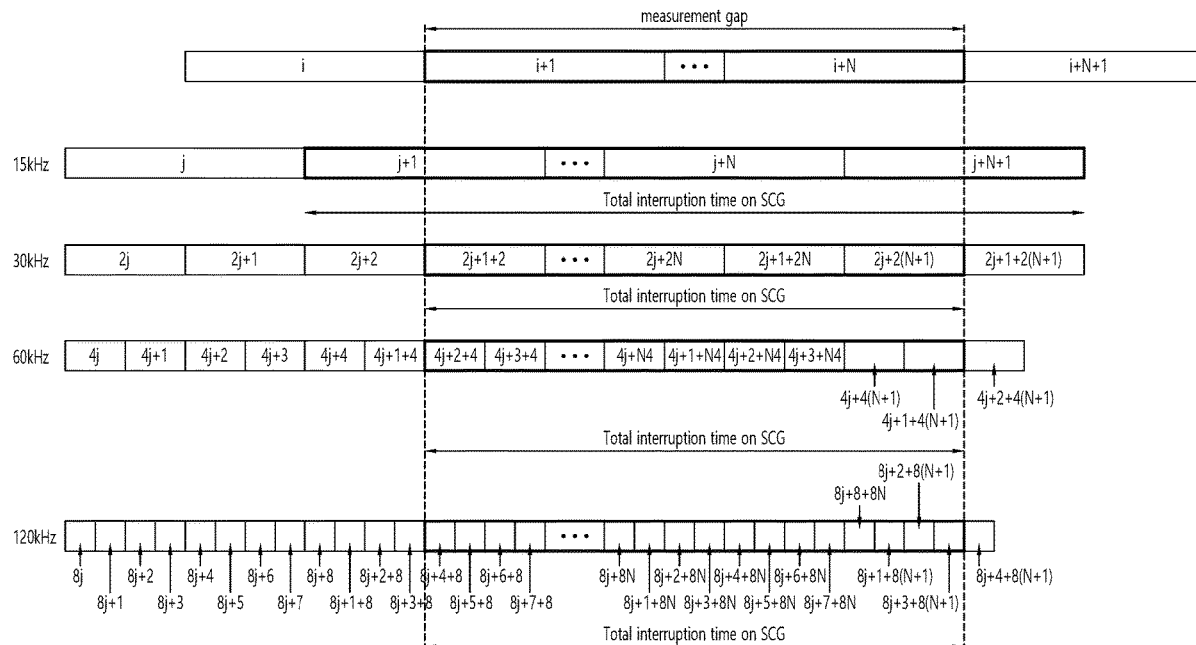 measurement gap
i i+1 • • • i+N i+N+1
15kHz j j+1 • • • j+N j+N+1
Total interruption time on SCG
30kHz 2j 2j+1 2j+2 2j+1+2 • • • 2j+2N 2j+1+2N 2j+2(N+1) 2j+1+2(N+1)
Total interruption time on SCG
60kHz 4j 4j+1 4j+2 4j+3 4j+4 4j+1+4 4j+2+4 4j+3+4 • • • 4j+N4 4j+1+N4 4j+2+N4 4j+3+N4
4j+4(N+1) 4j+2+4(N+1)
4j+1+4(N+1)
Total interruption time on SCG
8j+2+8(N+1)
8j+8+8N
120kHz • • •
8j 8j+2 8j+4 8j+6 8j+8 8j+2+8 8j+4+8 8j+6+8 8j+8N 8j+2+8N 8j+4+8N 8j+6+8N 8j+1+8(N+1) 8j+4+8(N+1)
8j+1 8j+3 8j+5 8j+7 8j+1+8 8j+3+8 8j+5+8 8j+7+8 8j+1+8N 8j+3+8N 8j+5+8N 8j+7+8N 8j+3+8(N+1)
Total interruption time on SCG